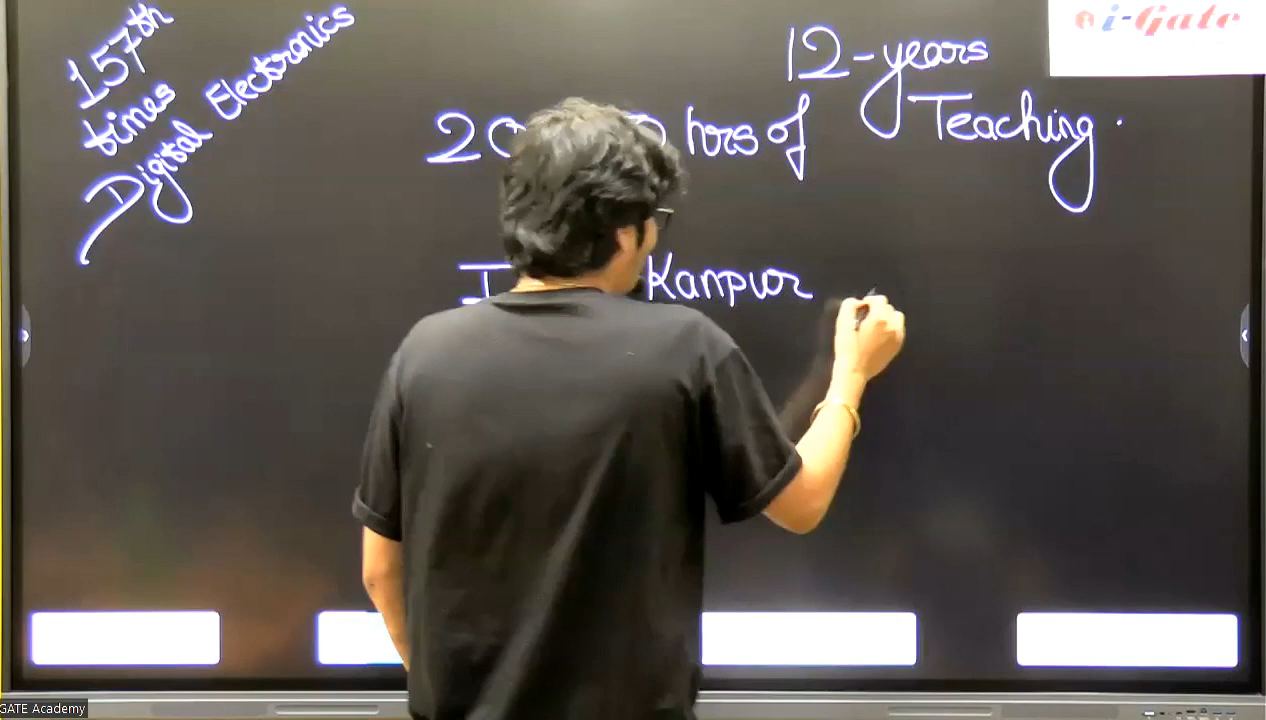 157th
times
Digital Electronics
12-years
hrs of Teaching.
Kanpur
i-Gate
GATE Academy